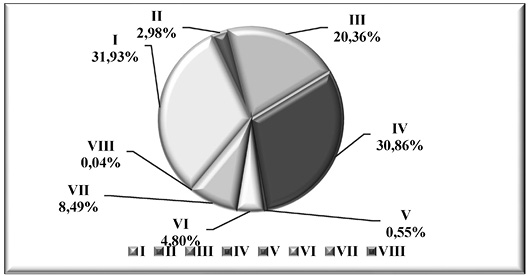 II
2,98%
III
20,36%
I
31,93%
IV
30,86%
VIII
0,04%
VII
8,49%
V
0,55%
VI
4,80%
I II III IV V VI VII VIII